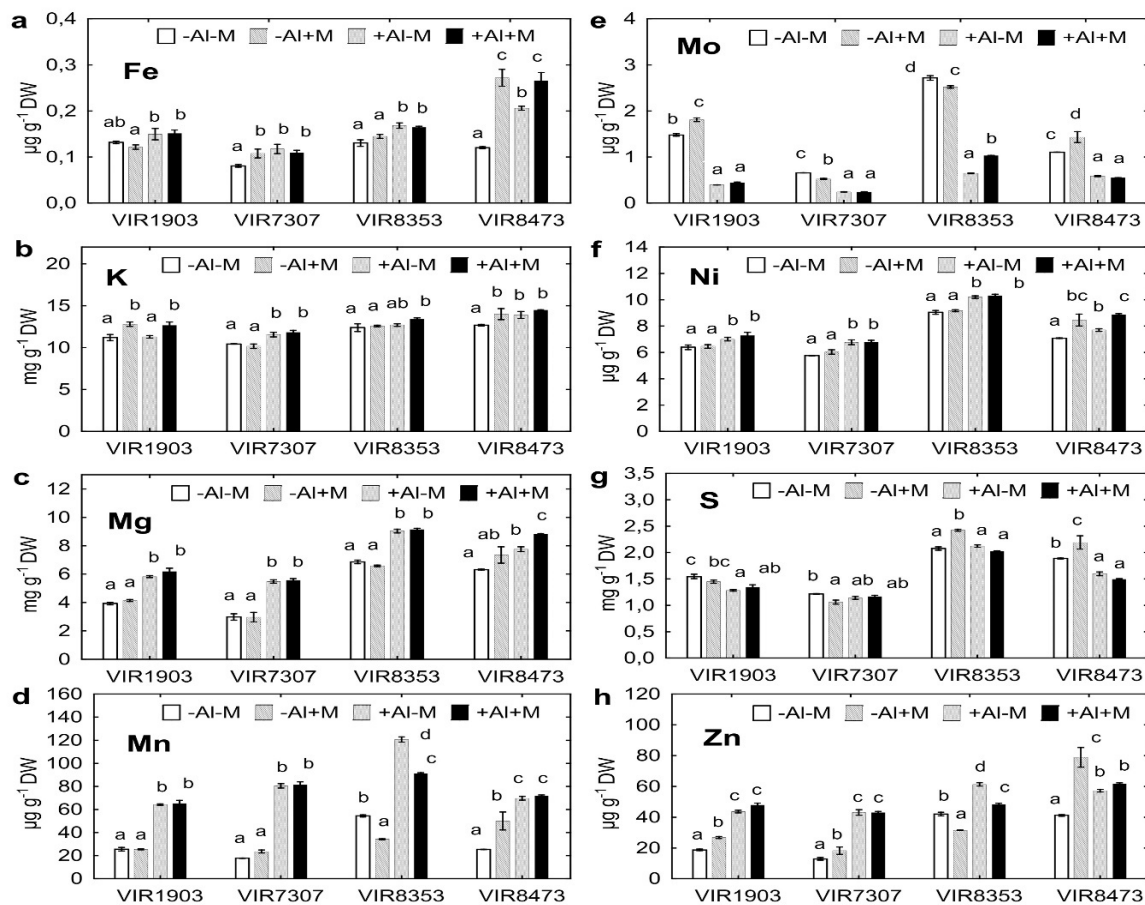 a
0,4
-Al-M -Al+M +Al-M +Al+M
Fe
µg g-1 DW
0,3
0,2
0,1
0,0
ab a b b
a b b b
a a b b
a c b c
VIR1903 VIR7307 VIR8353 VIR8473
b
20
-Al-M -Al+M +Al-M +Al+M
K
mg g-1 DW
15
10
5
0
a b a b
a a b b
a a ab b
a b b b
VIR1903 VIR7307 VIR8353 VIR8473
c
12
-Al-M -Al+M +Al-M +Al+M
Mg
mg g-1 DW
10
8
6
4
2
0
a a b b
a a b b
a a b b
a ab b c
VIR1903 VIR7307 VIR8353 VIR8473
d
160
-Al-M -Al+M +Al-M +Al+M
Mn
µg g-1 DW
140
120
100
80
60
40
20
0
a a b b
a a b b
b a d c
a b c c
VIR1903 VIR7307 VIR8353 VIR8473
e
4
-Al-M -Al+M +Al-M +Al+M
Mo
µg g-1 DW
3
2
1
0
b c a a
c b a a
d c a b
c d a a
VIR1903 VIR7307 VIR8353 VIR8473
f
14
-Al-M -Al+M +Al-M +Al+M
Ni
µg g-1 DW
12
10
8
6
4
2
0
a a b b
a a b b
a a b b
a bc b c
VIR1903 VIR7307 VIR8353 VIR8473
g
3,5
-Al-M -Al+M +Al-M +Al+M
S
mg g-1 DW
3,0
2,5
2,0
1,5
1,0
0,5
0,0
c bc a ab
b a ab ab
a b a a
b c a a
VIR1903 VIR7307 VIR8353 VIR8473
h
120
-Al-M -Al+M +Al-M +Al+M
Zn
µg g-1 DW
100
80
60
40
20
0
a b c c
a b c c
b a d c
a c b b
VIR1903 VIR7307 VIR8353 VIR8473